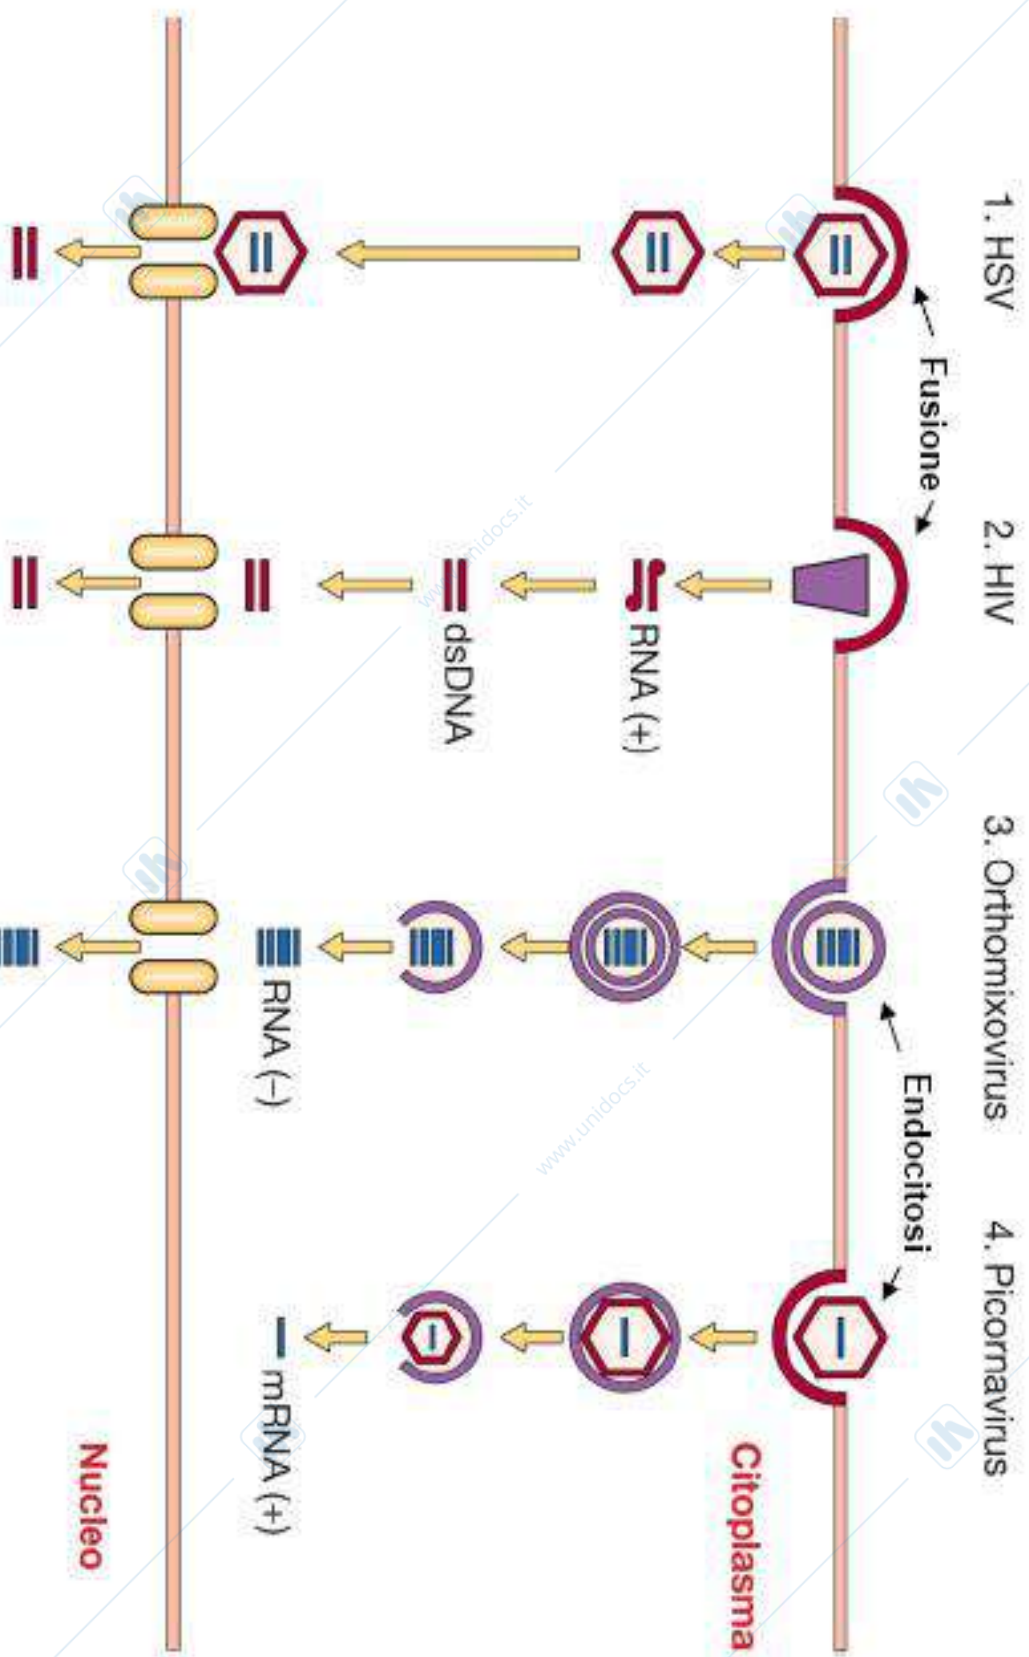 1. HSV
2. HIV
3. Orthomixovirus
4. Picornavirus
Fusione
Endocitosi
Citoplasma
RNA (+)
dsDNA
RNA (−)
mRNA (+)
Nucleo
www.unidocs.it
www.unidocs.it